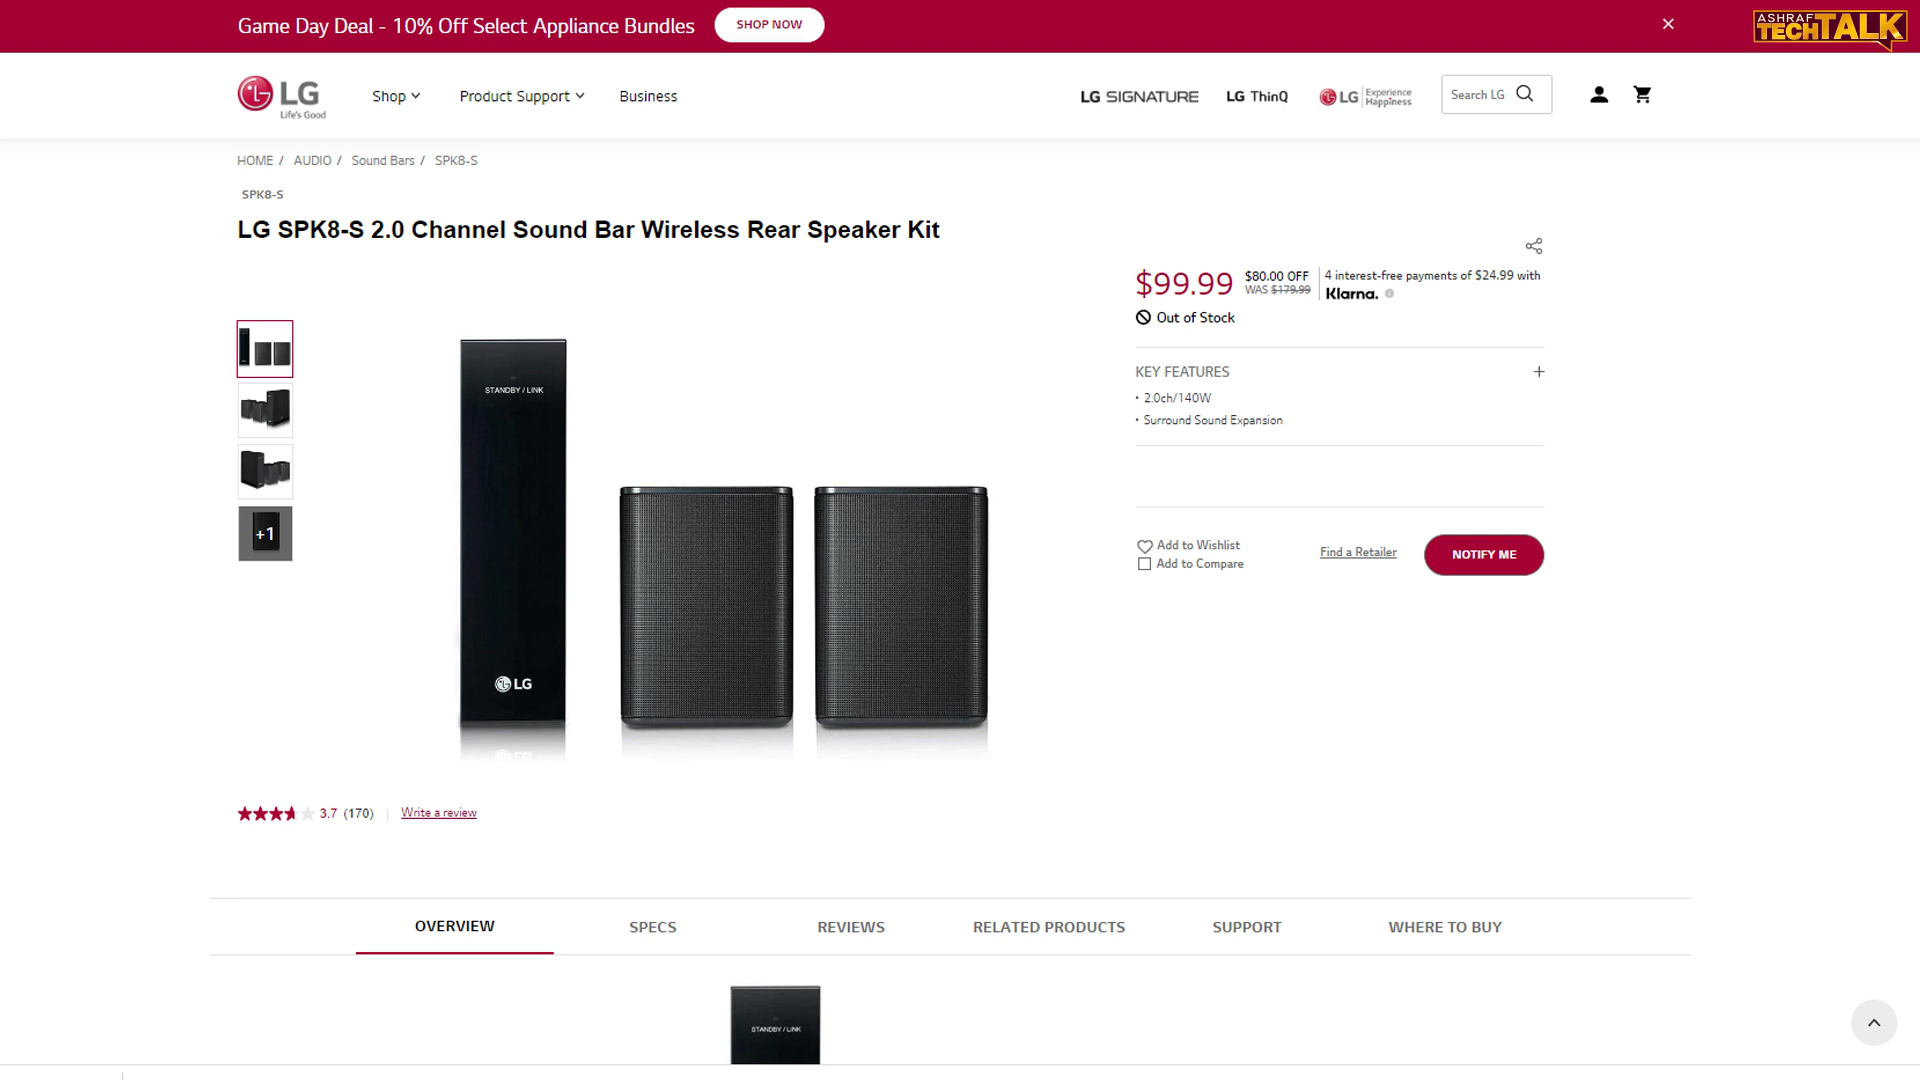 Game Day Deal - 10% Off Select Appliance Bundles
SHOP NOW
ASHRAF
TECHTALK
LG
Life's Good
Shop
Product Support
Business
LG SIGNATURE
LG ThinQ
LG Experience Happiness
Search LG
HOME / AUDIO / Sound Bars / SPK8-S
SPK8-S
LG SPK8-S 2.0 Channel Sound Bar Wireless Rear Speaker Kit
$99.99
$80.00 OFF
WAS $179.99
4 interest-free payments of $24.99 with
Klarna.
Out of Stock
KEY FEATURES +
• 2.0ch/140W
• Surround Sound Expansion
Add to Wishlist
Add to Compare
Find a Retailer
NOTIFY ME
+1
STANDBY / LINK
LG
3.7 (170)
Write a review
OVERVIEW
SPECS
REVIEWS
RELATED PRODUCTS
SUPPORT
WHERE TO BUY
STANDBY / LINK